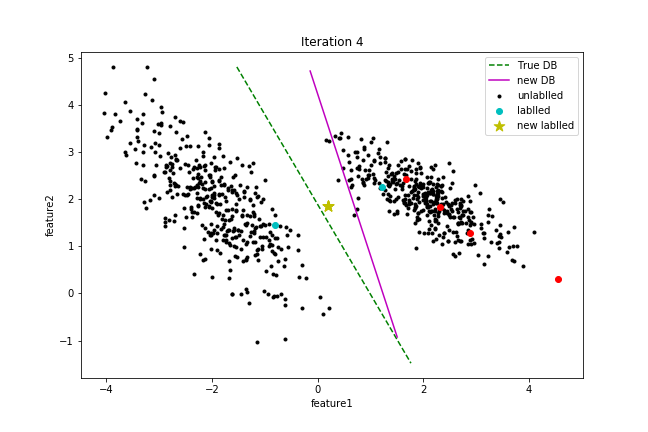 Iteration 4
True DB
new DB
unlablled
lablled
new lablled
5
4
3
2
1
0
−1
feature2
−4
−2
0
2
4
feature1